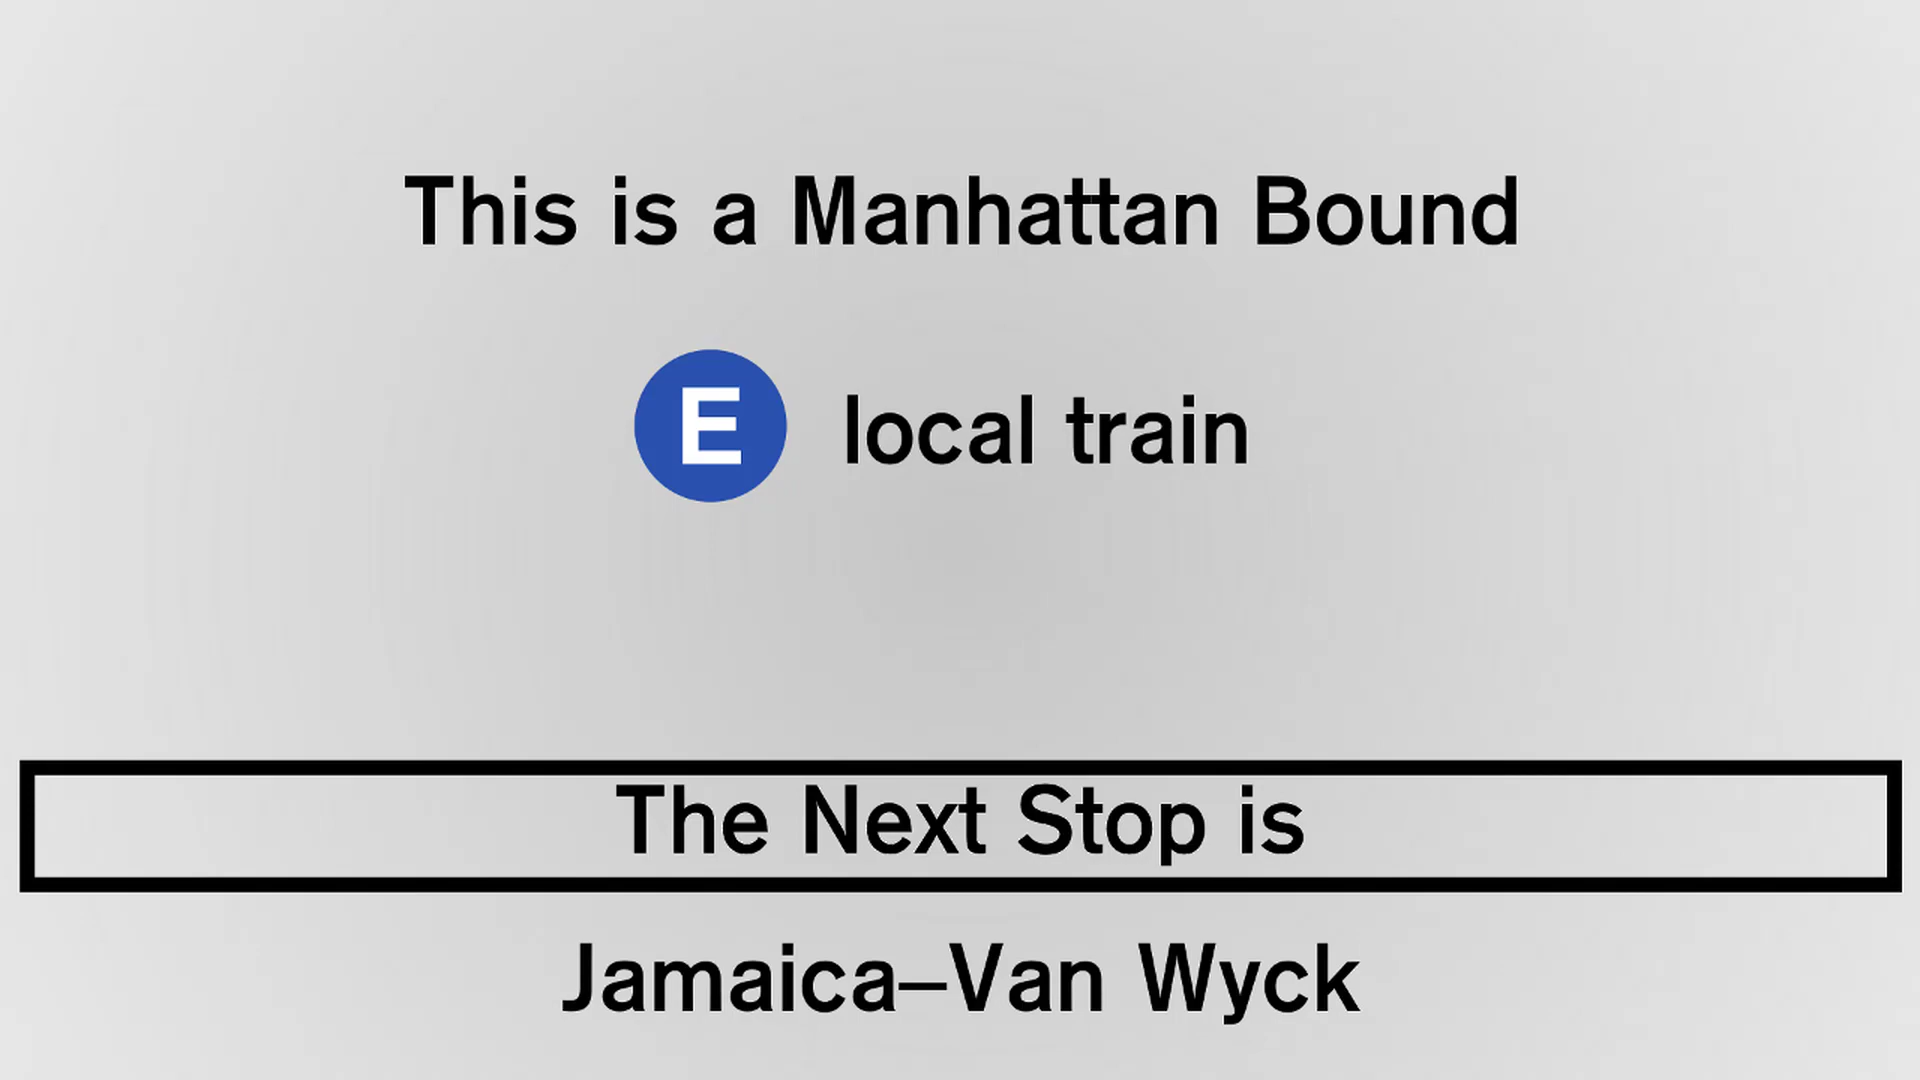 This is a Manhattan Bound
E local train
The Next Stop is
Jamaica–Van Wyck